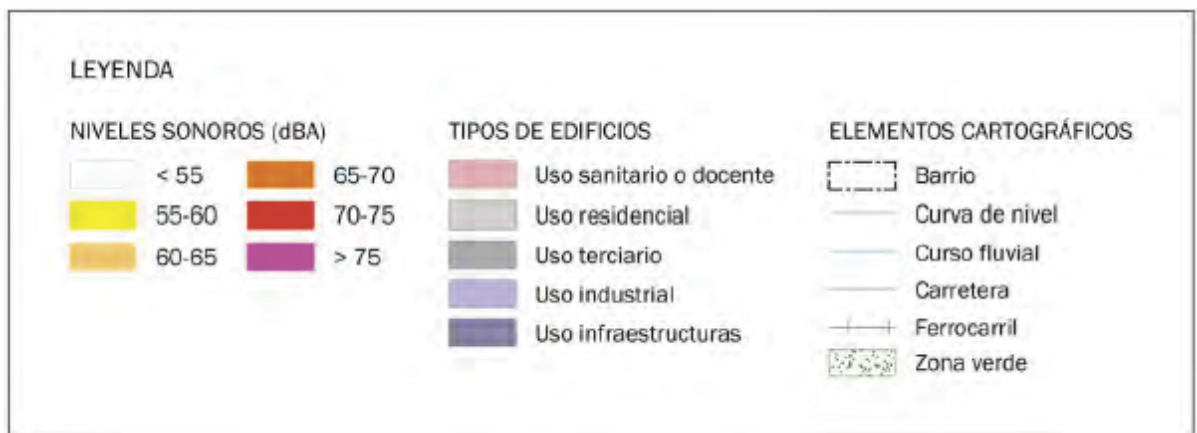 LEYENDA
NIVELES SONOROS (dBA)
< 55
55-60
60-65
65-70
70-75
> 75
TIPOS DE EDIFICIOS
Uso sanitario o docente
Uso residencial
Uso terciario
Uso industrial
Uso infraestructuras
ELEMENTOS CARTOGRÁFICOS
Barrio
Curva de nivel
Curso fluvial
Carretera
Ferrocarril
Zona verde